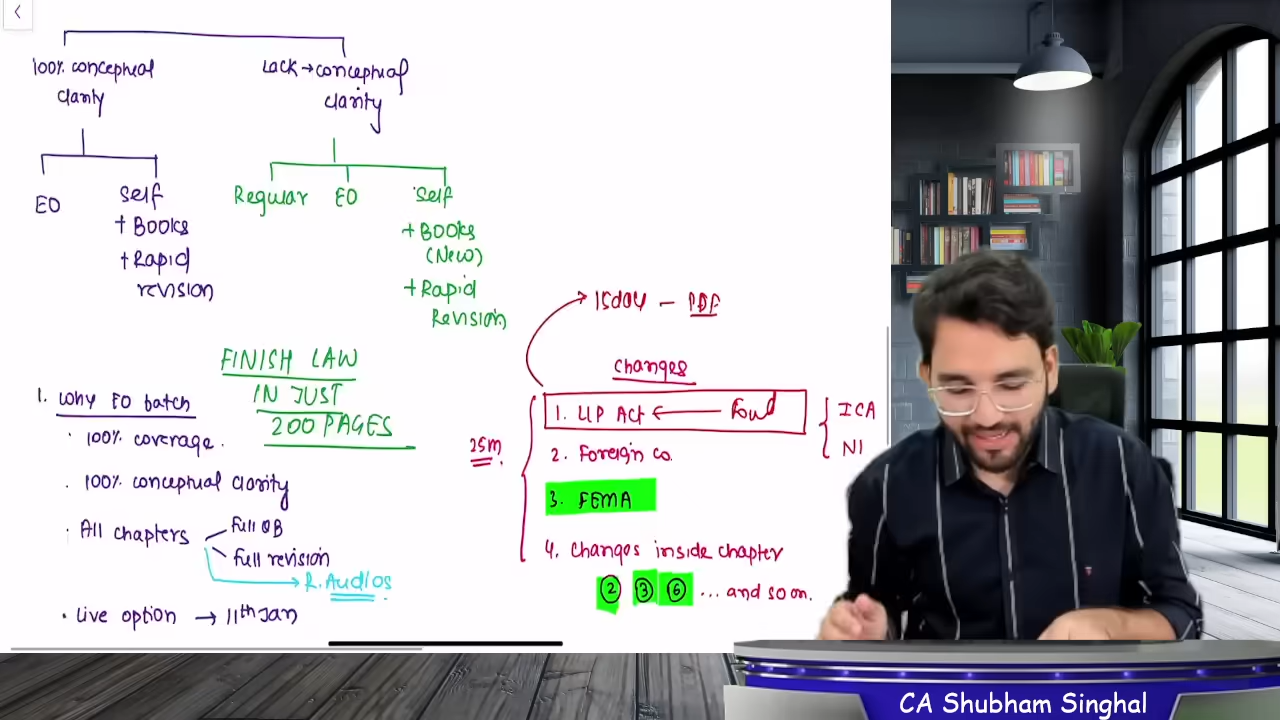 100% conceptual clarity
Lack → conceptual clarity
EO
Self
+ Books
+ Rapid revision
Regular
EO
Self
+ Books (New)
+ Rapid Revision
FINISH LAW
IN JUST
200 PAGES
1. Why EO batch
· 100% coverage.
· 100% conceptual clarity
· All chapters
Full QB
Full revision
→ R. Audios
· Live option → 11th Jan
— PDF
Changes
1. LLP Act ←
ICA
NI
25m
2. Foreign co.
3. FEMA
4. Changes inside chapter
2 3 6 ... and so on.
CA Shubham Singhal